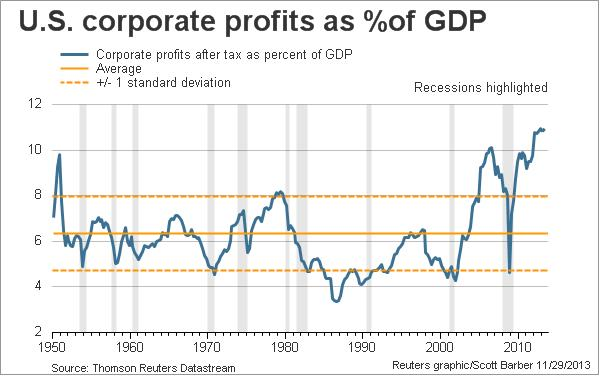 U.S. corporate profits as %of GDP
Corporate profits after tax as percent of GDP
Average
+/- 1 standard deviation
Recessions highlighted
12
10
8
6
4
2
1950 1960 1970 1980 1990 2000 2010
Source: Thomson Reuters Datastream
Reuters graphic/Scott Barber 11/29/2013